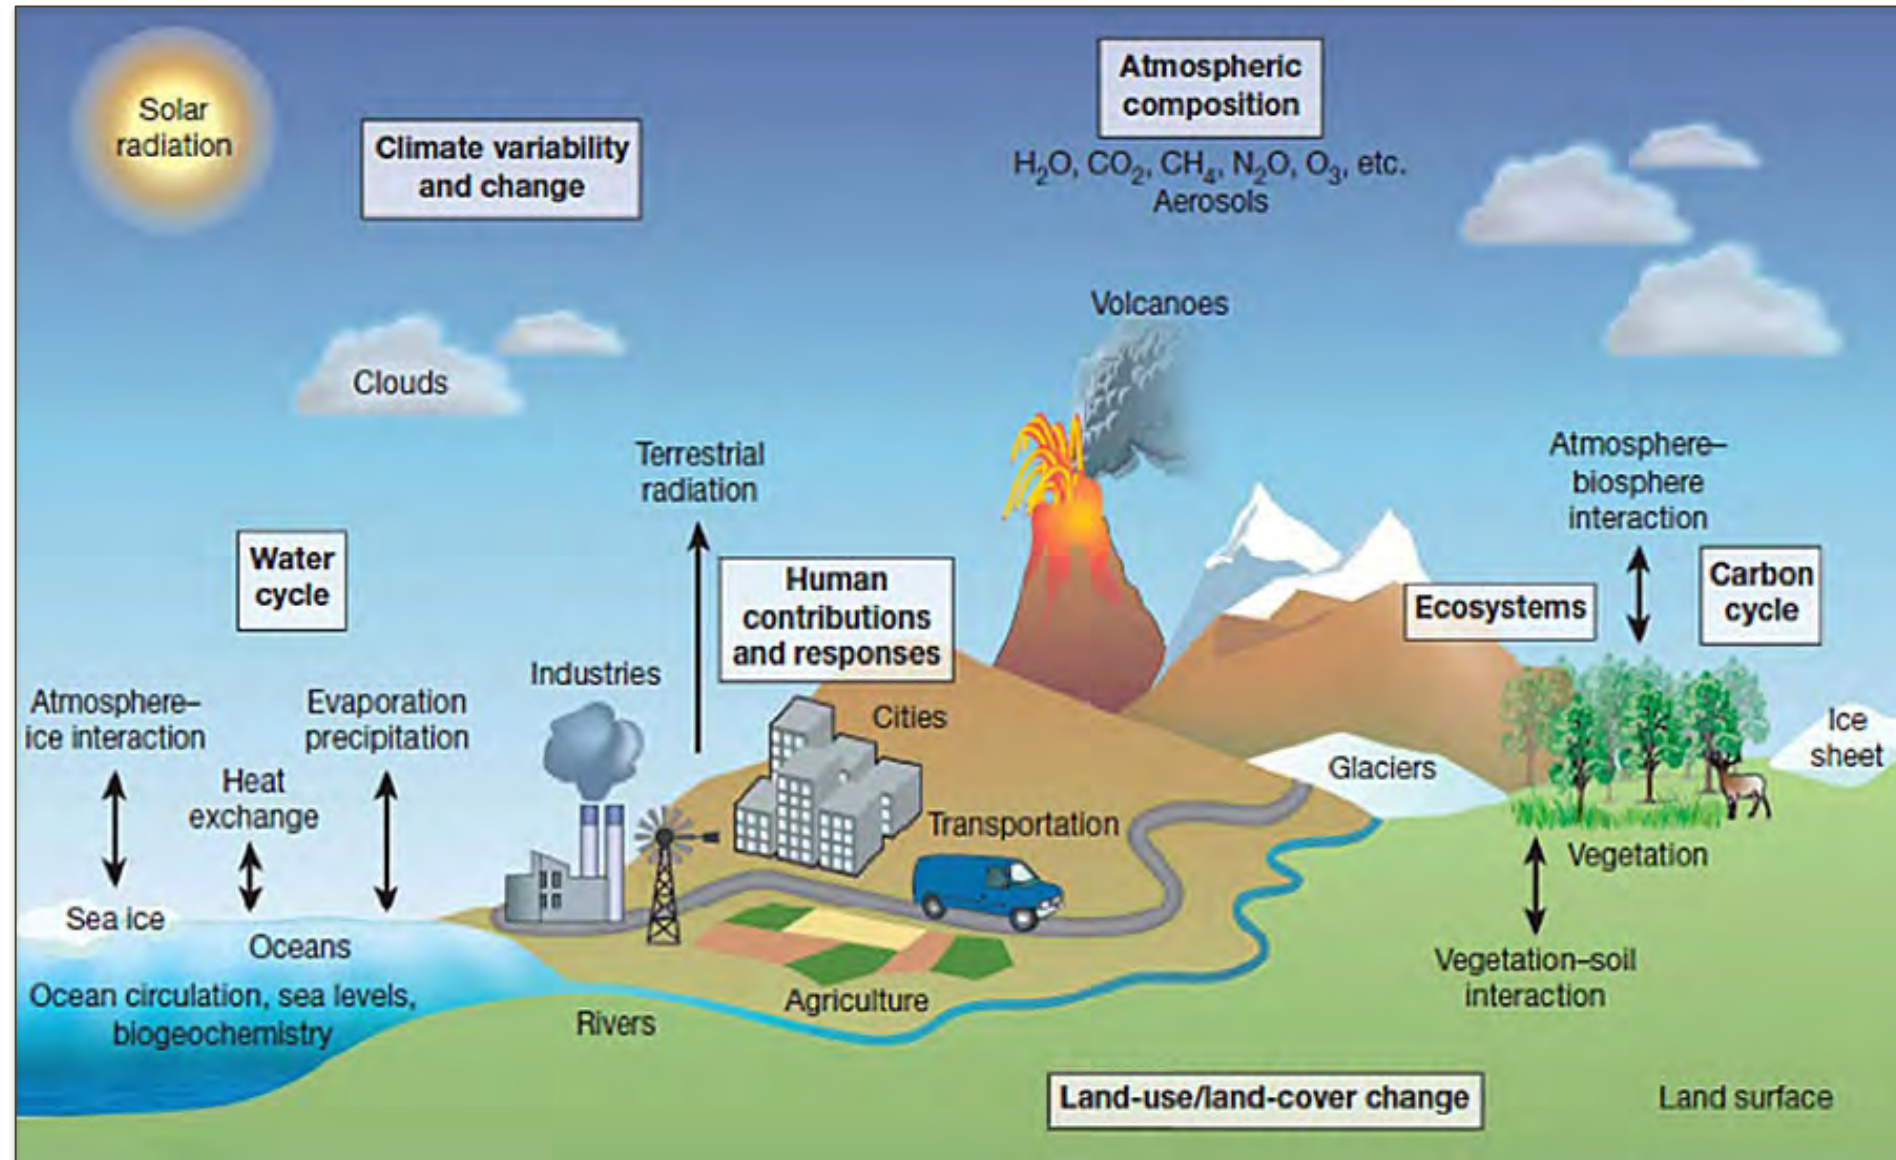 Solar
radiation
Climate variability
and change
Atmospheric
composition
H₂O, CO₂, CH₄, N₂O, O₃, etc.
Aerosols
Volcanoes
Clouds
Terrestrial
radiation
Atmosphere–
biosphere
interaction
Water
cycle
Human
contributions
and responses
Ecosystems
Carbon
cycle
Industries
Atmosphere–
ice interaction
Evaporation
precipitation
Cities
Ice
sheet
Heat
exchange
Glaciers
Transportation
Vegetation
Sea ice
Oceans
Ocean circulation, sea levels,
biogeochemistry
Vegetation–soil
interaction
Agriculture
Rivers
Land-use/land-cover change
Land surface